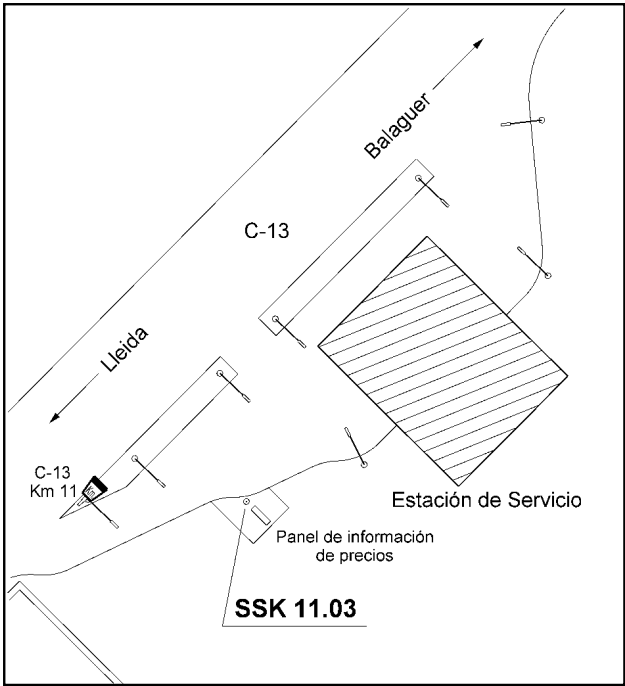 Balaguer
C-13
Lleida
C-13
Km 11
Km
Estación de Servicio
Panel de información
de precios
SSK 11.03